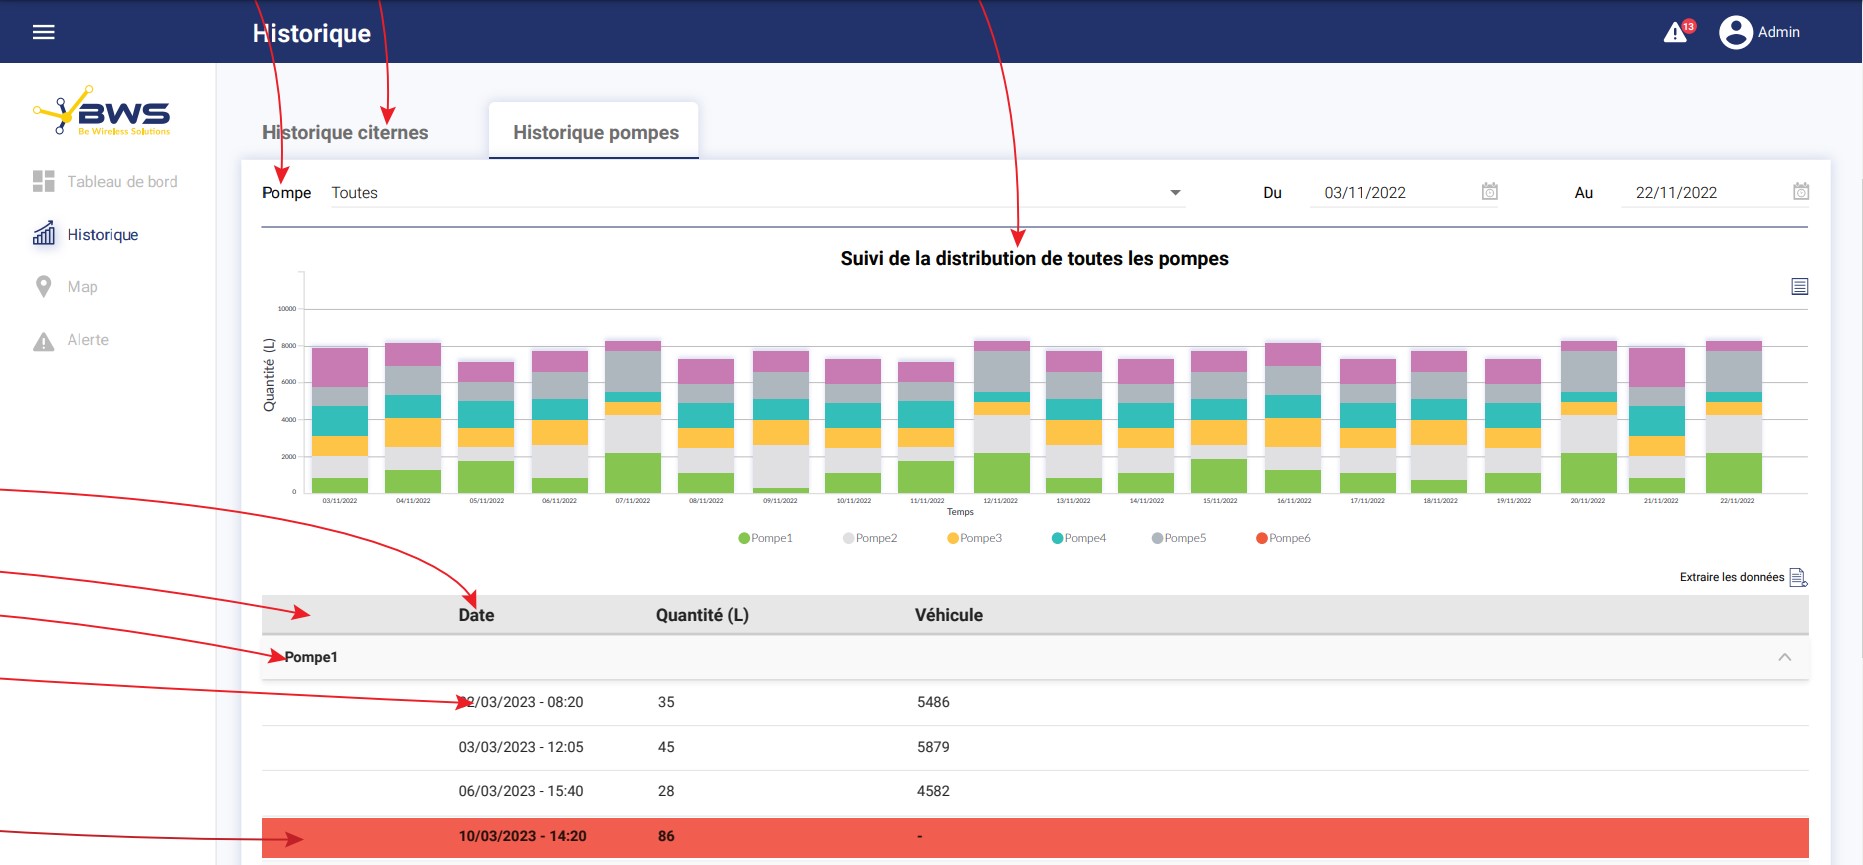 Historique
13
Admin
BWS
Be Wireless Solutions
Tableau de bord
Historique
Map
Alerte
Historique citernes
Historique pompes
Pompe Toutes Du 03/11/2022 Au 22/11/2022
Suivi de la distribution de toutes les pompes
Quantité (L)
10000
8000
6000
4000
2000
0
03/11/2022 04/11/2022 05/11/2022 06/11/2022 07/11/2022 08/11/2022 09/11/2022 10/11/2022 11/11/2022 12/11/2022 13/11/2022 14/11/2022 15/11/2022 16/11/2022 17/11/2022 18/11/2022 19/11/2022 20/11/2022 21/11/2022 22/11/2022
Temps
Pompe1 Pompe2 Pompe3 Pompe4 Pompe5 Pompe6
Extraire les données
Date Quantité (L) Véhicule
Pompe1
02/03/2023 - 08:20 35 5486
03/03/2023 - 12:05 45 5879
06/03/2023 - 15:40 28 4582
10/03/2023 - 14:20 86 -